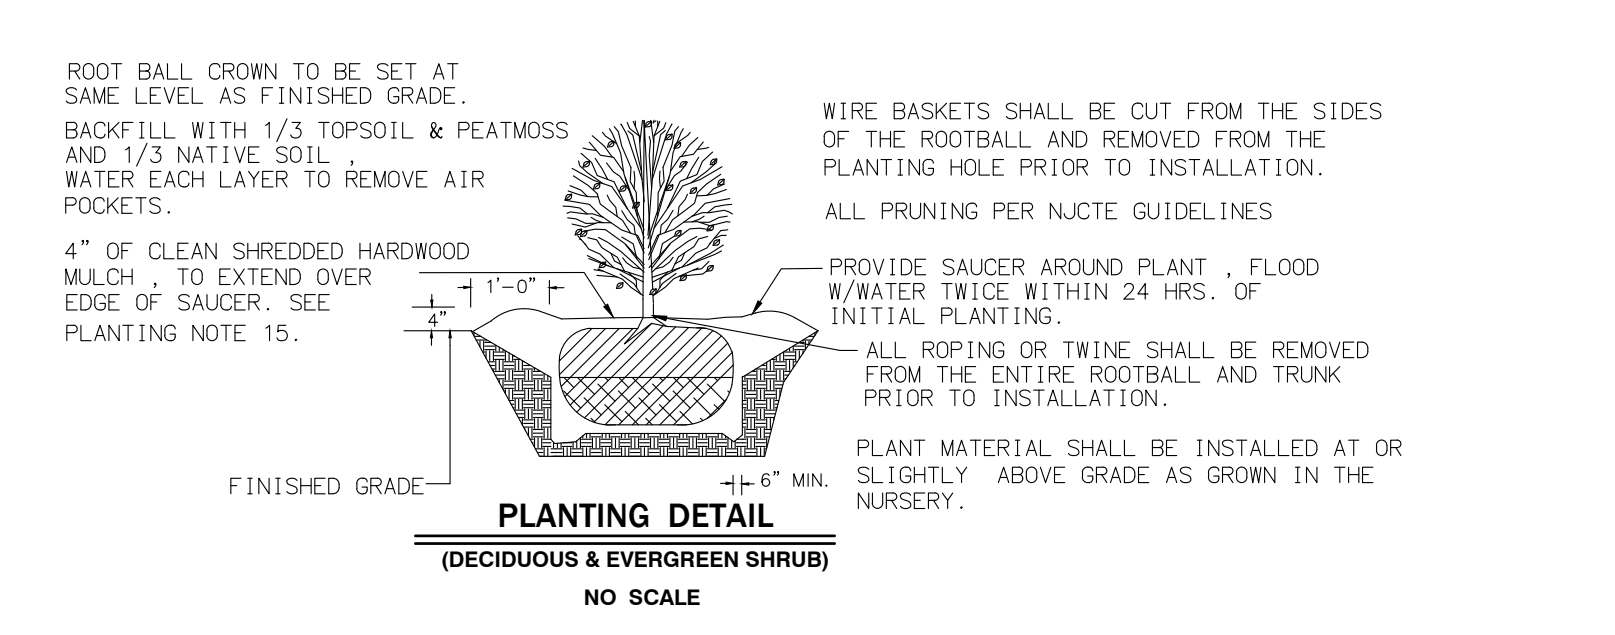 ROOT BALL CROWN TO BE SET AT
SAME LEVEL AS FINISHED GRADE.
BACKFILL WITH 1/3 TOPSOIL & PEATMOSS
AND 1/3 NATIVE SOIL ,
WATER EACH LAYER TO REMOVE AIR
POCKETS.
4" OF CLEAN SHREDDED HARDWOOD
MULCH , TO EXTEND OVER
EDGE OF SAUCER. SEE
PLANTING NOTE 15.
1'-0"
4"
FINISHED GRADE
WIRE BASKETS SHALL BE CUT FROM THE SIDES
OF THE ROOTBALL AND REMOVED FROM THE
PLANTING HOLE PRIOR TO INSTALLATION.
ALL PRUNING PER NJCTE GUIDELINES
PROVIDE SAUCER AROUND PLANT , FLOOD
W/WATER TWICE WITHIN 24 HRS. OF
INITIAL PLANTING.
ALL ROPING OR TWINE SHALL BE REMOVED
FROM THE ENTIRE ROOTBALL AND TRUNK
PRIOR TO INSTALLATION.
PLANT MATERIAL SHALL BE INSTALLED AT OR
SLIGHTLY ABOVE GRADE AS GROWN IN THE
NURSERY.
6" MIN.
PLANTING DETAIL
(DECIDUOUS & EVERGREEN SHRUB)
NO SCALE